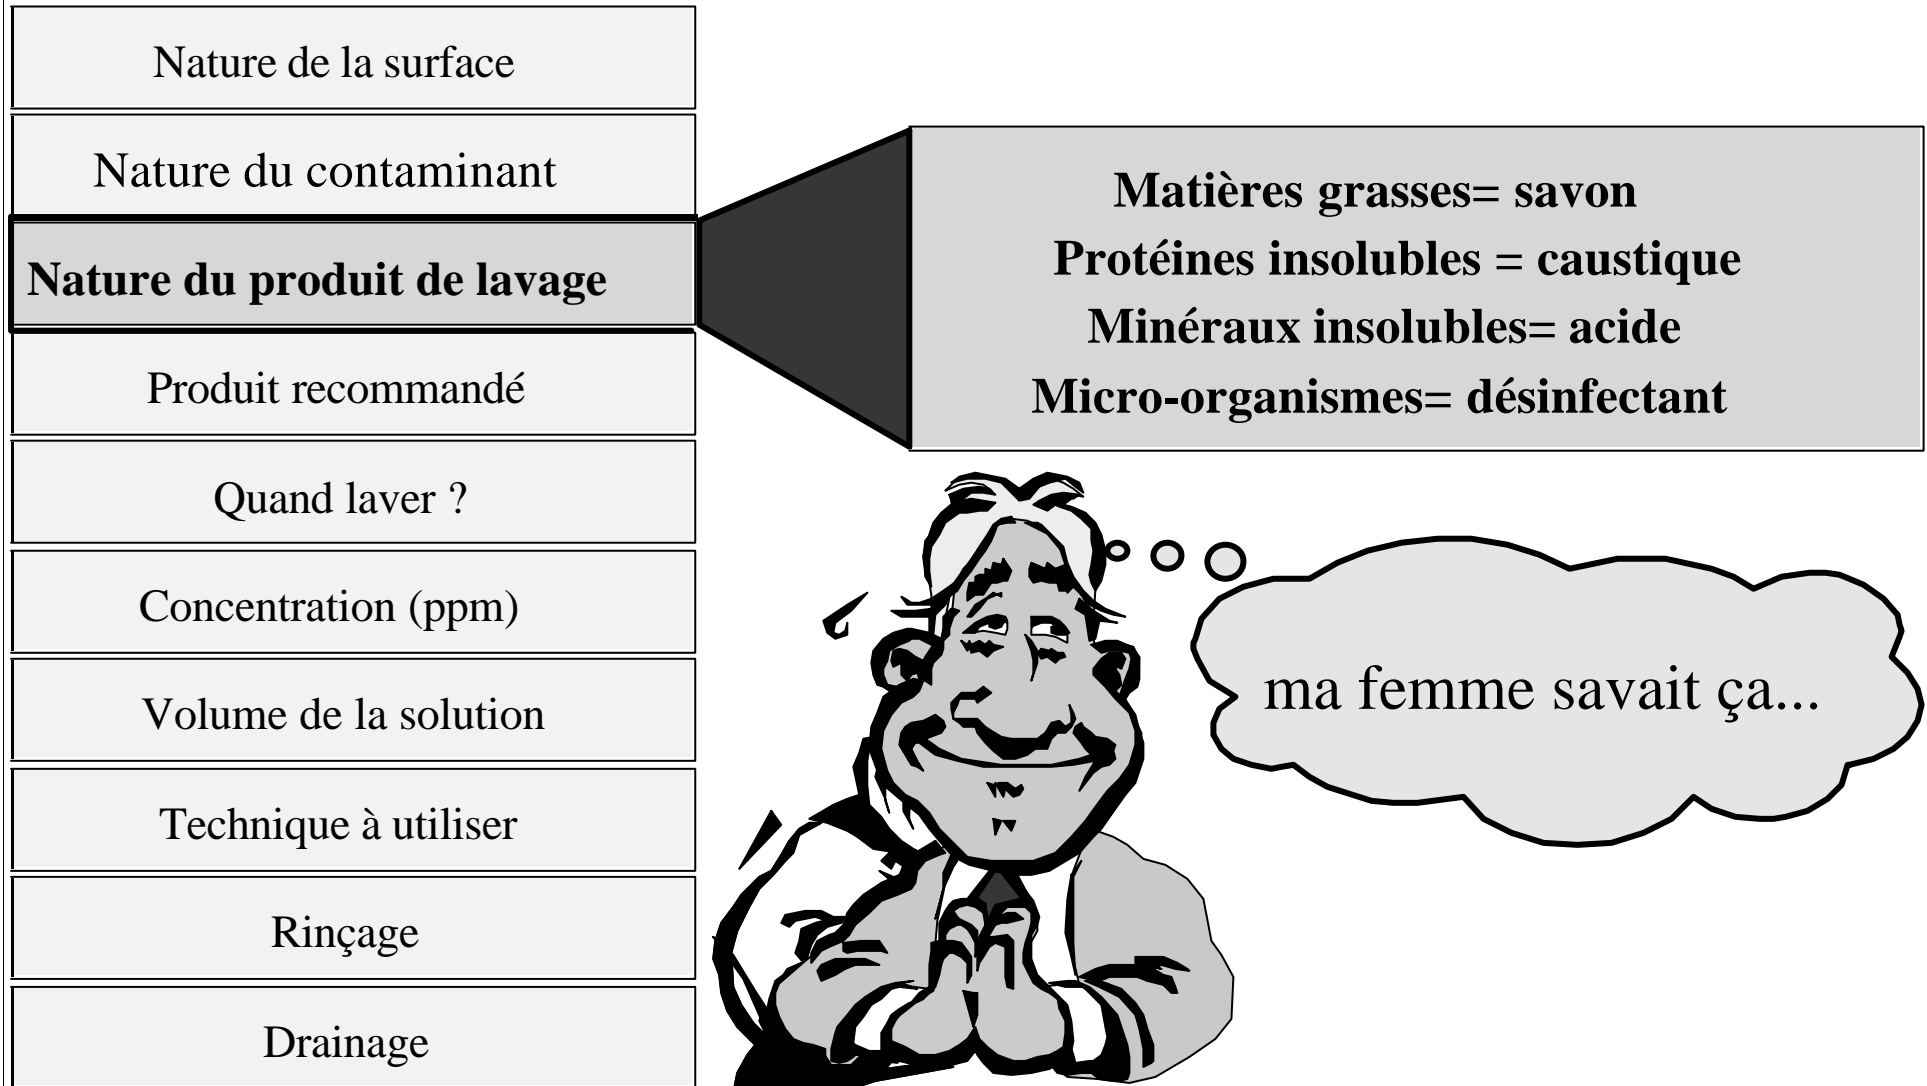 Nature de la surface
Nature du contaminant
Nature du produit de lavage
Produit recommandé
Quand laver ?
Concentration (ppm)
Volume de la solution
Technique à utiliser
Rinçage
Drainage
Matières grasses= savon
Protéines insolubles = caustique
Minéraux insolubles= acide
Micro-organismes= désinfectant
ma femme savait ça...